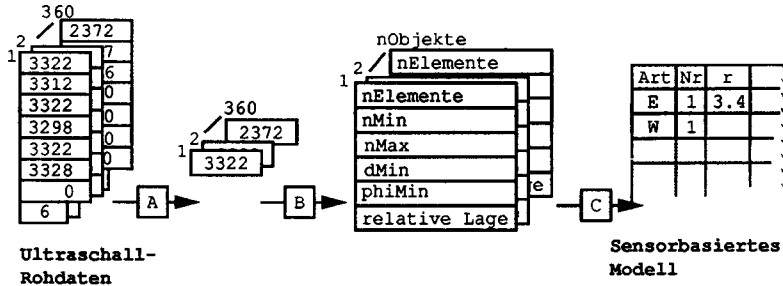 360
2
1
2372
7
6
0
0
0
0
3322
3312
3322
3298
3322
3328
0
6
A
360
2
1
2372
3322
B
nObjekte
2
1
nElemente
nElemente
nMin
nMax
dMin
phiMin
re
relative Lage
C
Art Nr r
E 1 3.4
W 1
Ultraschall-
Rohdaten
Sensorbasiertes
Modell